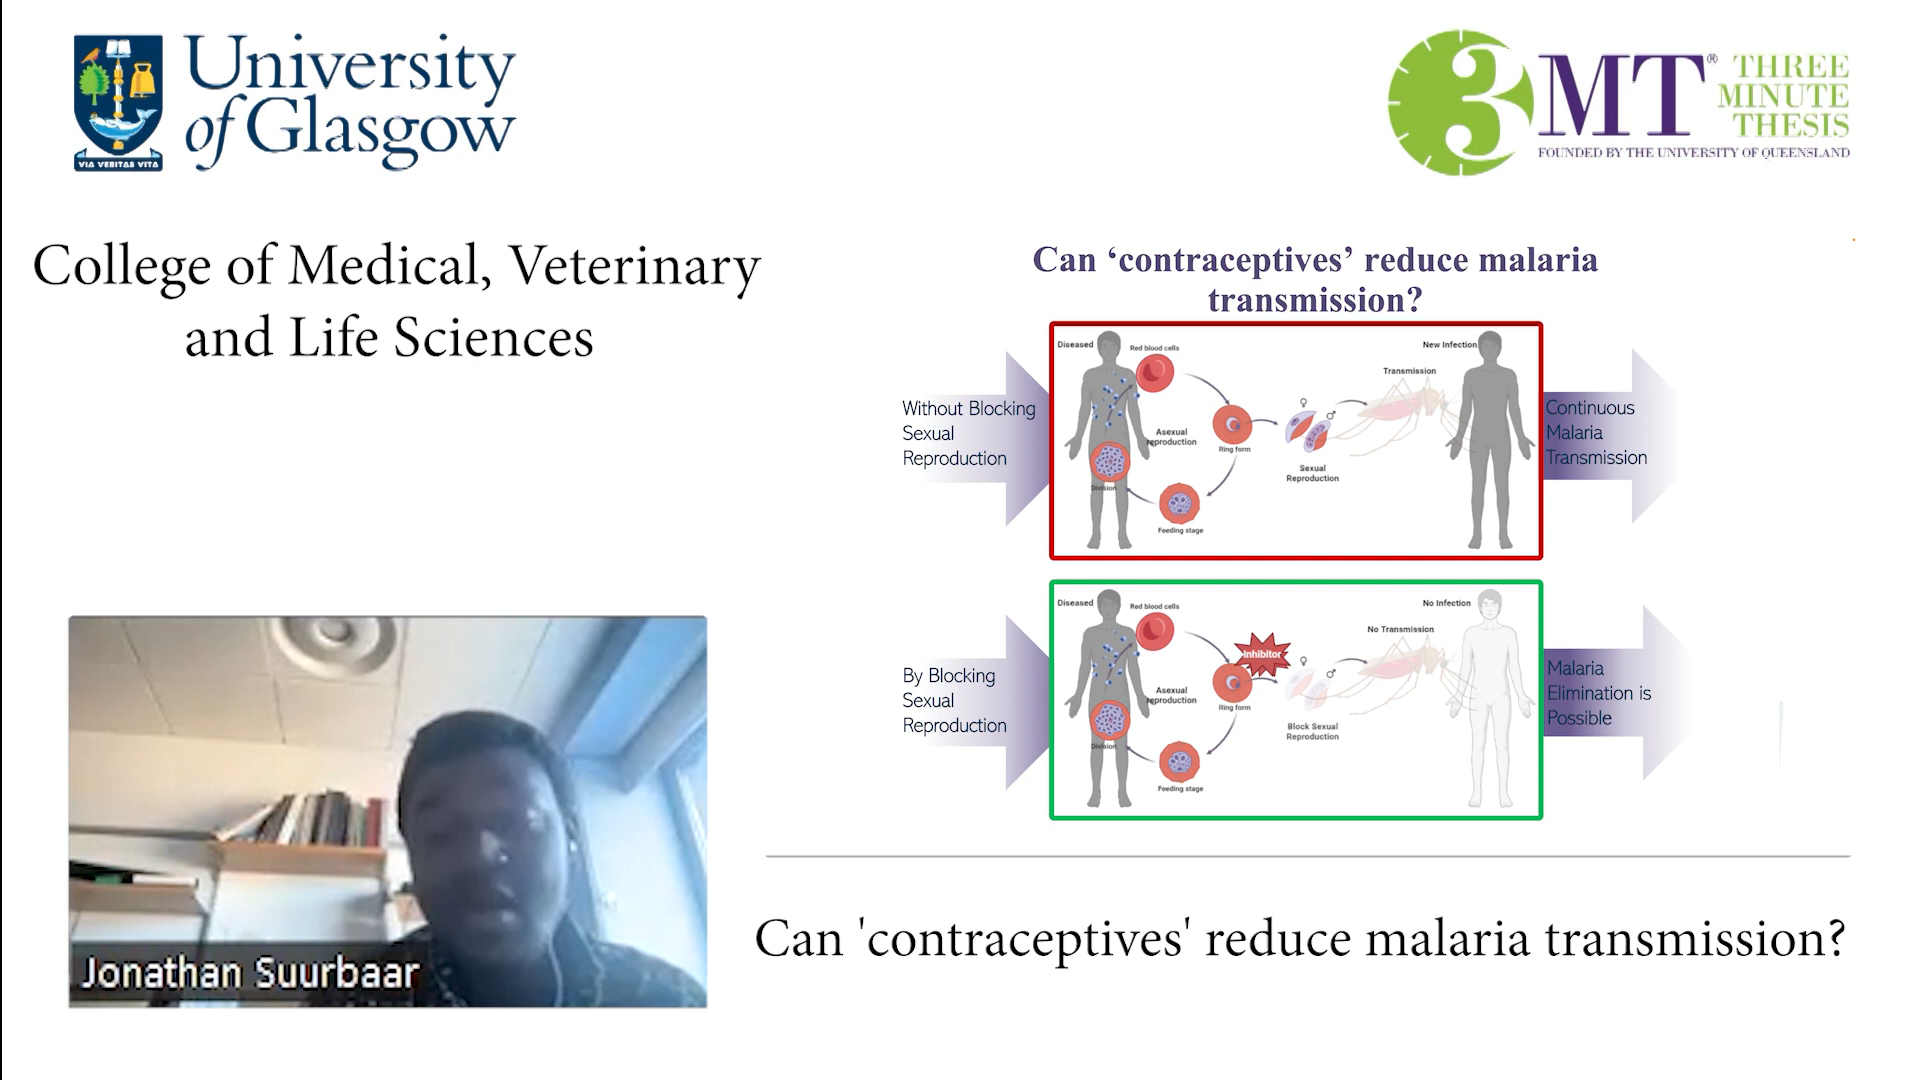 University
of Glasgow
VIA VERITAS VITA
3MT® THREE
MINUTE
THESIS
FOUNDED BY THE UNIVERSITY OF QUEENSLAND
College of Medical, Veterinary
and Life Sciences
Can ‘contraceptives’ reduce malaria
transmission?
Without Blocking
Sexual
Reproduction
Diseased
Red blood cells
Asexual
reproduction
Ring form
Division
Feeding stage
♀
♂
Sexual
Reproduction
Transmission
New Infection
Continuous
Malaria
Transmission
By Blocking
Sexual
Reproduction
Diseased
Red blood cells
Inhibitor
Asexual
reproduction
Ring form
Division
Feeding stage
♀
♂
Block Sexual
Reproduction
No Transmission
No Infection
Malaria
Elimination is
Possible
Jonathan Suurbaar
Can 'contraceptives' reduce malaria transmission?